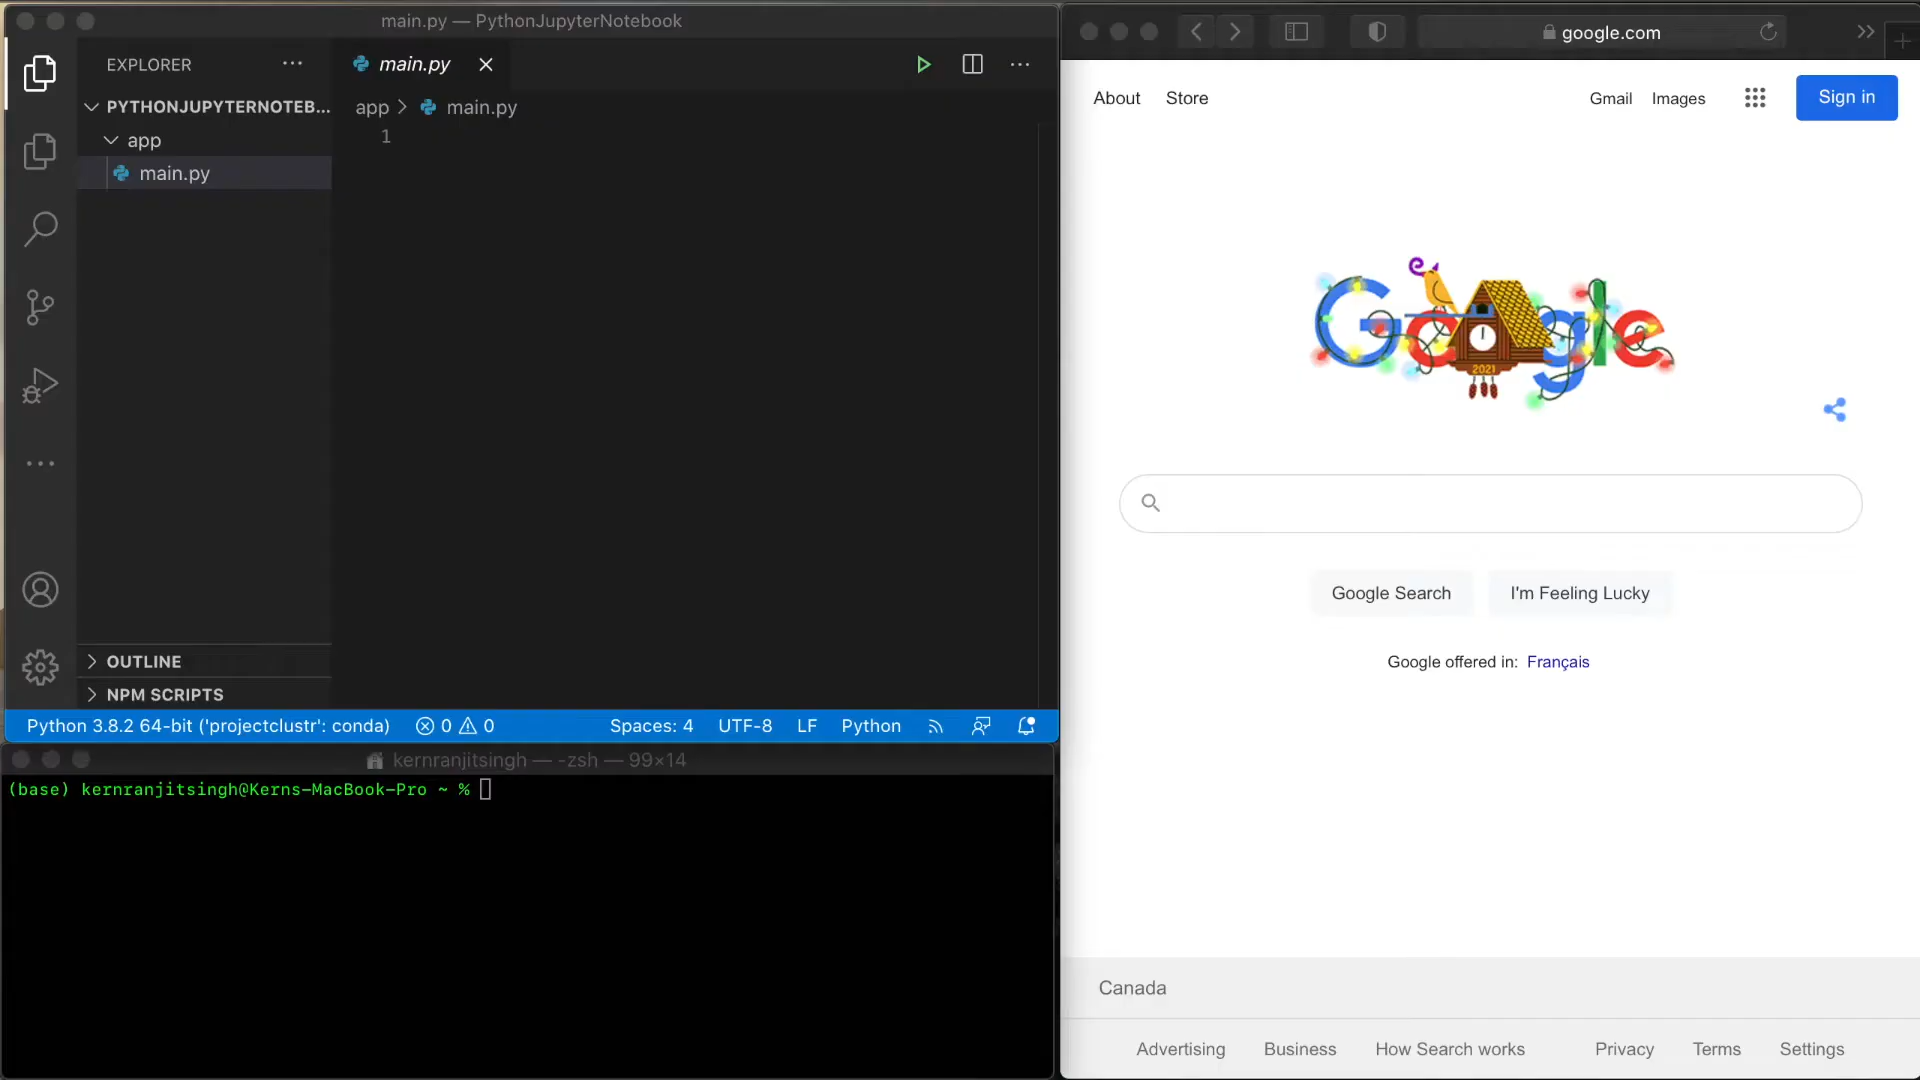 main.py — PythonJupyterNotebook
EXPLORER
PYTHONJUPYTERNOTEB...
app
main.py
OUTLINE
NPM SCRIPTS
main.py
app > main.py
1
Python 3.8.2 64-bit ('projectclustr': conda) 0 0 Spaces: 4 UTF-8 LF Python
kernranjitsingh — -zsh — 99×14
(base) kernranjitsingh@Kerns-MacBook-Pro ~ %
google.com
About Store Gmail Images Sign in
Google
2021
Google Search I'm Feeling Lucky
Google offered in: Français
Canada
Advertising Business How Search works Privacy Terms Settings